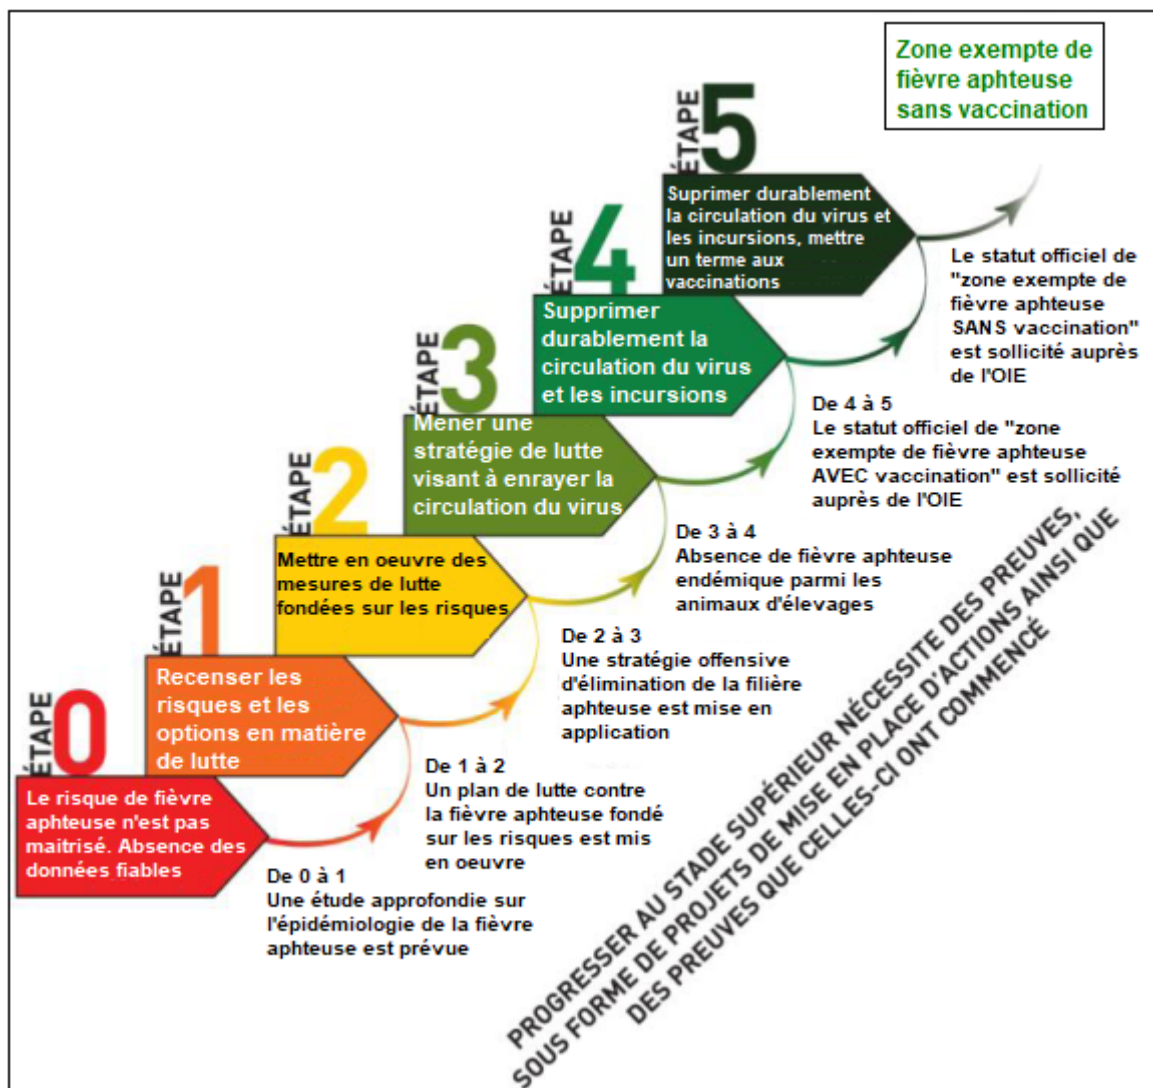 Zone exempte de
fièvre aphteuse
sans vaccination
ÉTAPE 5
Suprimer durablement
la circulation du virus et
les incursions, mettre
un terme aux
vaccinations
Le statut officiel de
"zone exempte de
fièvre aphteuse
SANS vaccination"
est sollicité auprès
de l'OIE
ÉTAPE 4
Supprimer
durablement la
circulation du virus
et les incursions
De 4 à 5
Le statut officiel de "zone
exempte de fièvre aphteuse
AVEC vaccination" est sollicité
auprès de l'OIE
ÉTAPE 3
Mener une
stratégie de lutte
visant à enrayer la
circulation du virus
De 3 à 4
Absence de fièvre aphteuse
endémique parmi les
animaux d'élevages
ÉTAPE 2
Mettre en oeuvre des
mesures de lutte
fondées sur les risques
De 2 à 3
Une stratégie offensive
d'élimination de la filière
aphteuse est mise en
application
ÉTAPE 1
Recenser les
risques et les
options en matière
de lutte
De 1 à 2
Un plan de lutte contre
la fièvre aphteuse fondé
sur les risques est mis
en oeuvre
ÉTAPE 0
Le risque de fièvre
aphteuse n'est pas
maitrisé. Absence des
données fiables
De 0 à 1
Une étude approfondie sur
l'épidémiologie de la fièvre
aphteuse est prévue
PROGRESSER AU STADE SUPÉRIEUR NÉCESSITE DES PREUVES,
SOUS FORME DE PROJETS DE MISE EN PLACE D'ACTIONS AINSI QUE
DES PREUVES QUE CELLES-CI ONT COMMENCÉ